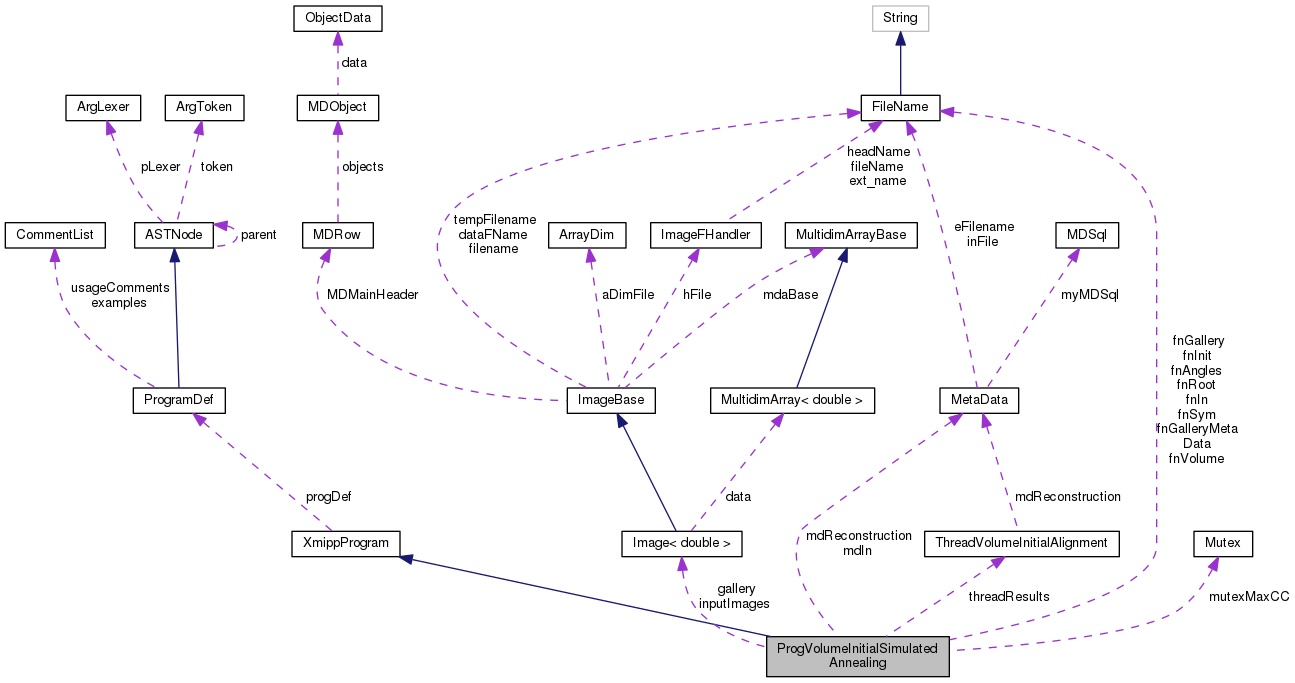 ObjectData
String
data
ArgLexer
ArgToken
MDObject
FileName
pLexer
token
objects
headName
fileName
ext_name
CommentList
ASTNode
parent
MDRow
tempFilename
dataFName
filename
ArrayDim
ImageFHandler
MultidimArrayBase
eFilename
inFile
MDSql
usageComments
examples
MDMainHeader
aDimFile
hFile
mdaBase
myMDSql
fnGallery
fnInit
fnAngles
fnRoot
fnIn
fnSym
fnGalleryMeta
Data
fnVolume
ProgramDef
ImageBase
MultidimArray< double >
MetaData
progDef
data
mdReconstruction
XmippProgram
Image< double >
mdReconstruction
mdIn
ThreadVolumeInitialAlignment
Mutex
gallery
inputImages
threadResults
mutexMaxCC
ProgVolumeInitialSimulated
Annealing